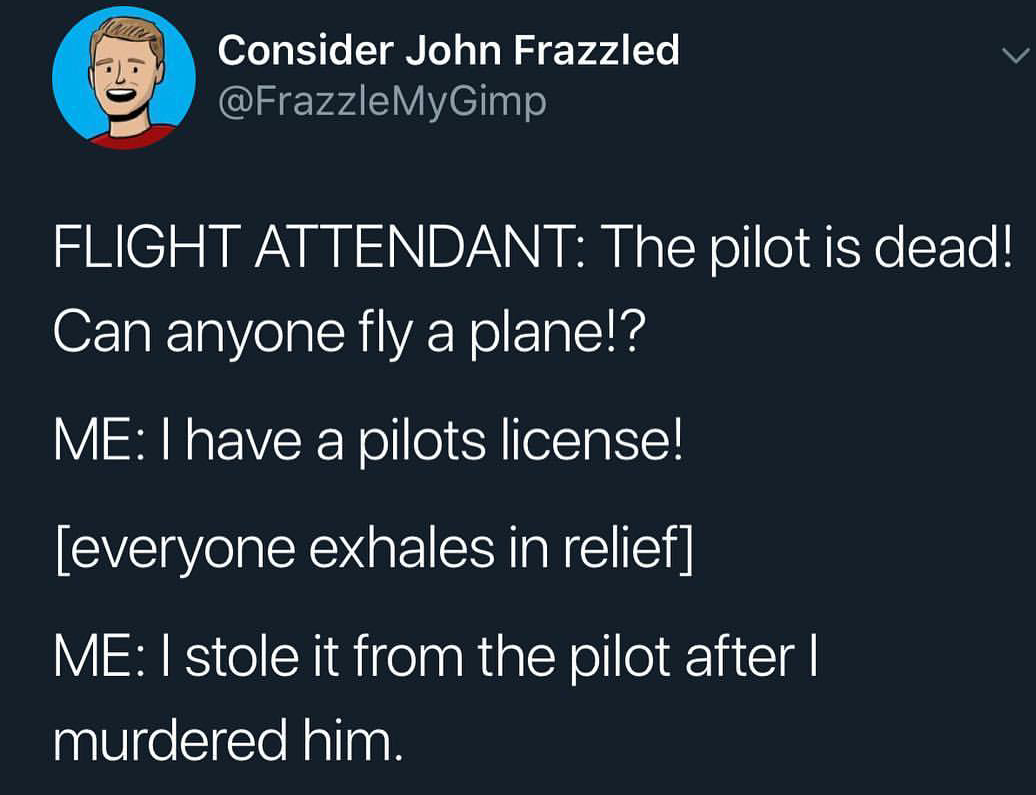 Consider John Frazzled
@FrazzleMyGimp
FLIGHT ATTENDANT: The pilot is dead!
Can anyone fly a plane!?
ME: I have a pilots license!
[everyone exhales in relief]
ME: I stole it from the pilot after I
murdered him.